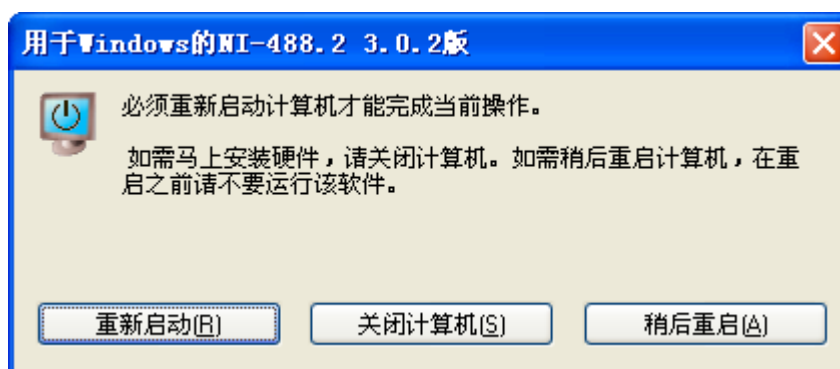 用于Windows的NI-488.2 3.0.2版
必须重新启动计算机才能完成当前操作。
如需马上安装硬件，请关闭计算机。如需稍后重启计算机，在重
启之前请不要运行该软件。
重新启动(R) 关闭计算机(S) 稍后重启(A)